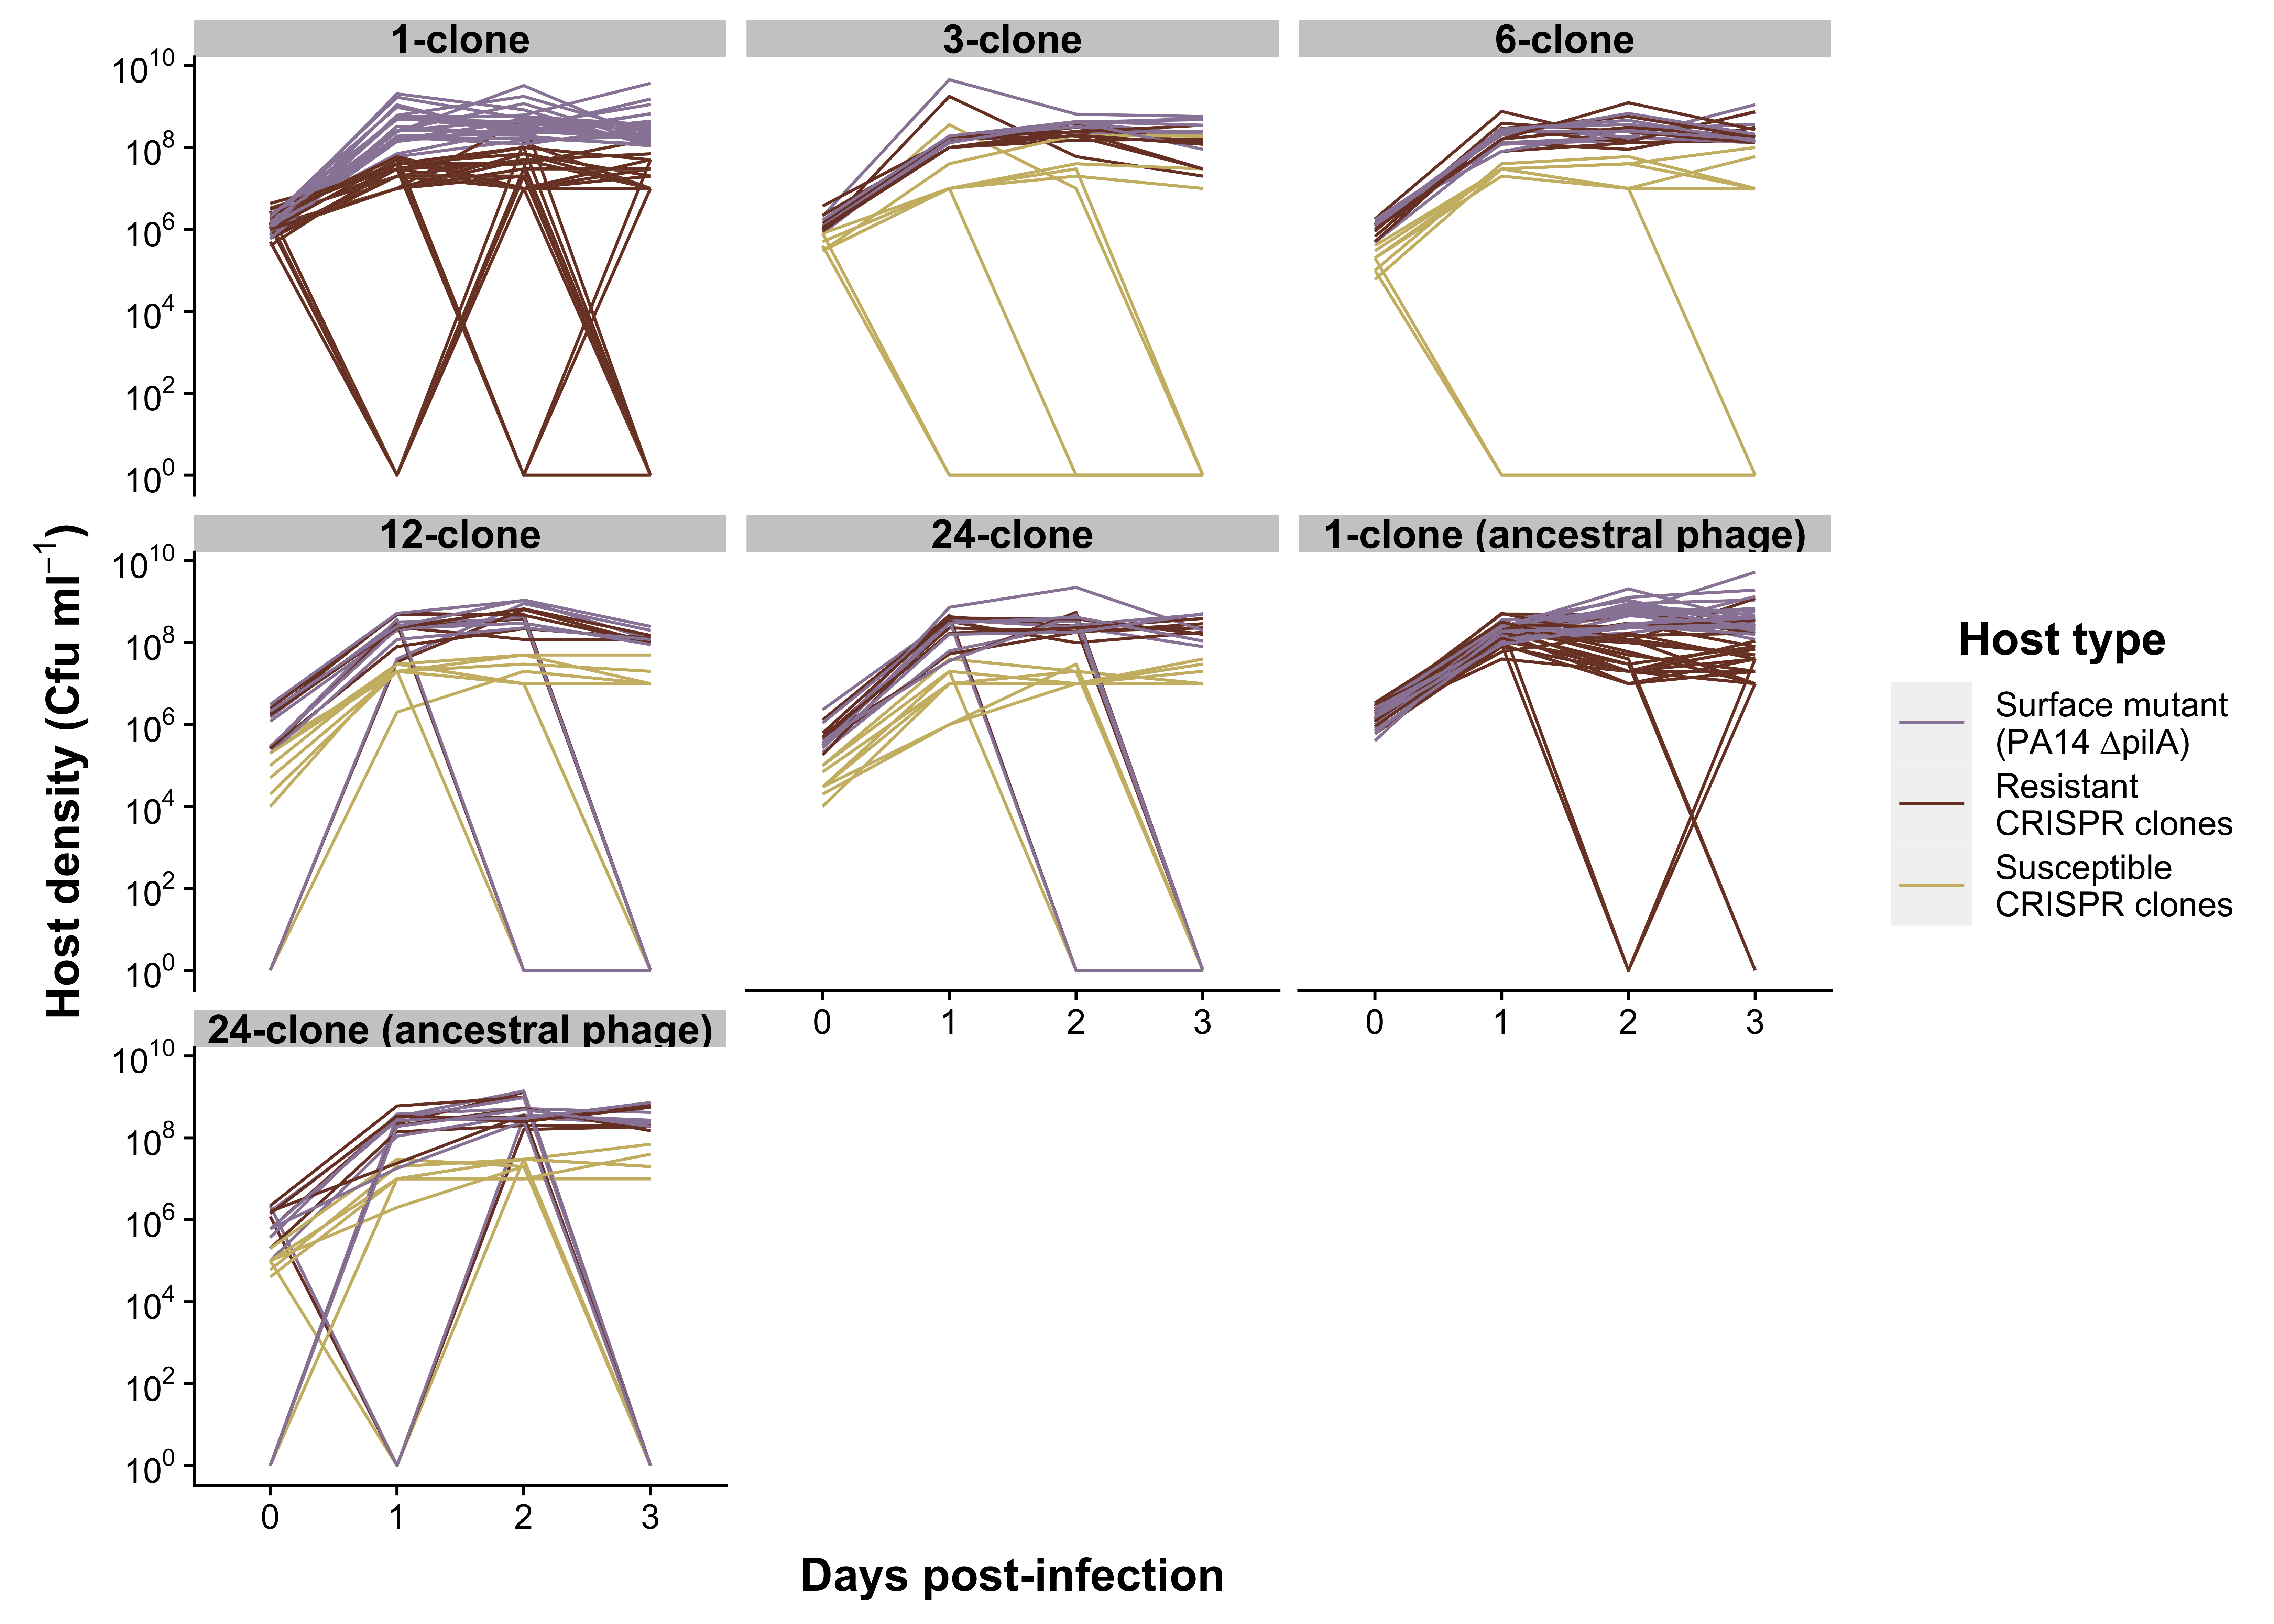 1-clone
3-clone
6-clone
10¹⁰
10⁸
10⁶
10⁴
10²
10⁰
12-clone
24-clone
1-clone (ancestral phage)
10¹⁰
10⁸
10⁶
10⁴
10²
10⁰
0 1 2 3
0 1 2 3
24-clone (ancestral phage)
10¹⁰
10⁸
10⁶
10⁴
10²
10⁰
0 1 2 3
Host density (Cfu ml⁻¹)
Days post-infection
Host type
Surface mutant
(PA14 ΔpilA)
Resistant
CRISPR clones
Susceptible
CRISPR clones